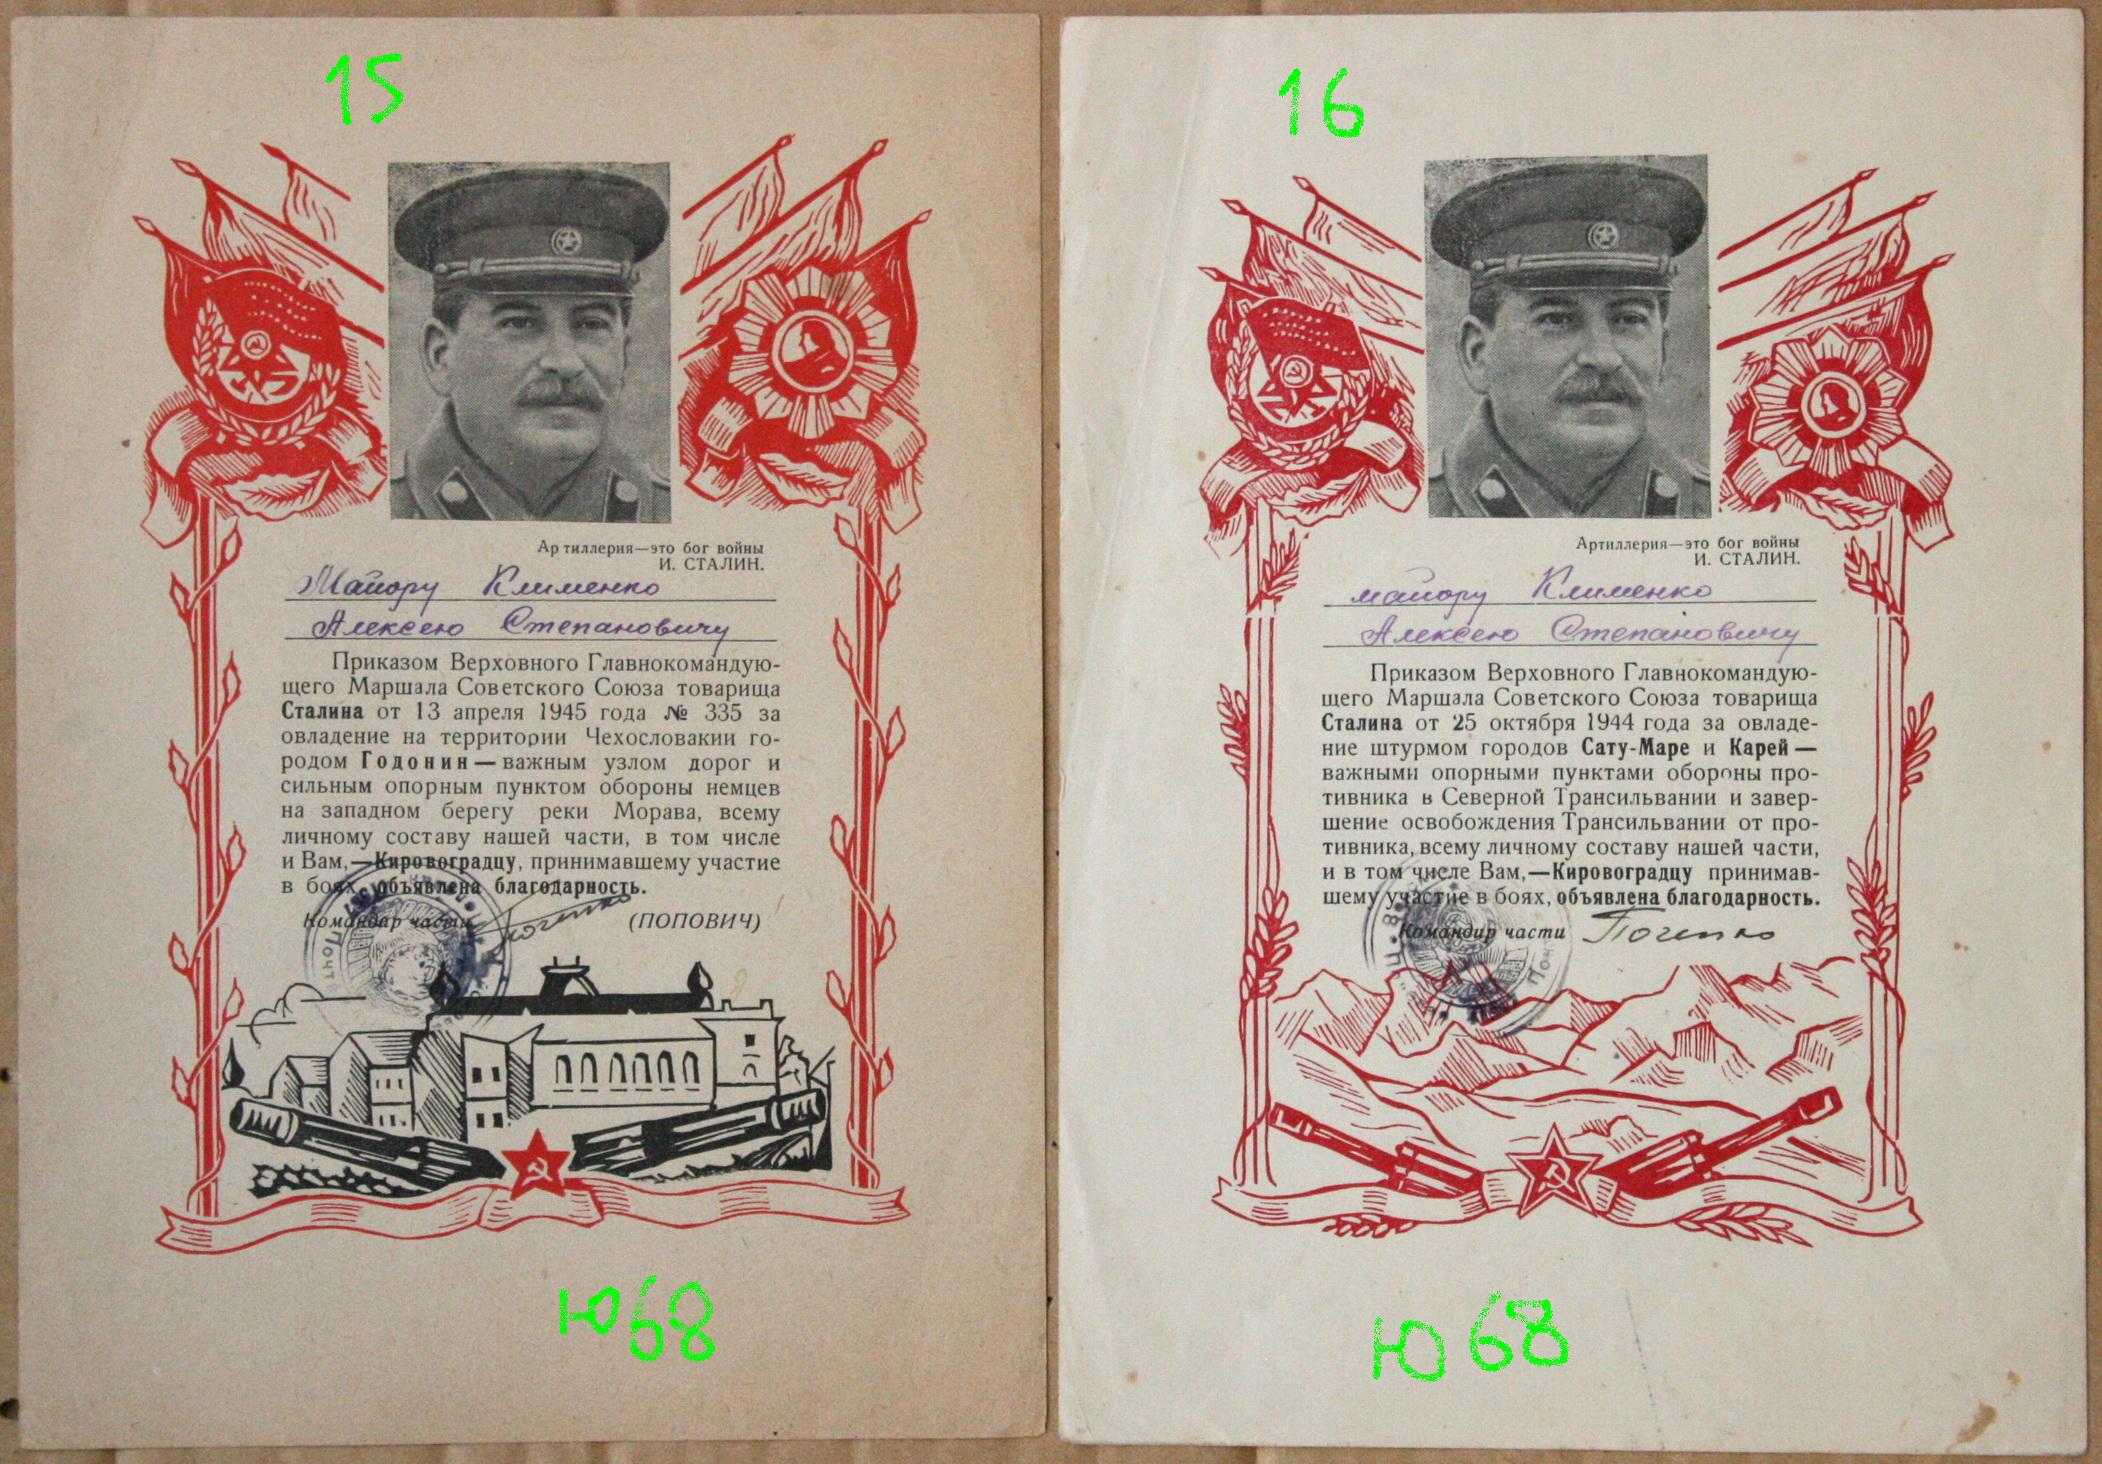 15
Артиллерия—это бог войны
И. СТАЛИН.
Майору Клименко
Алексею Степановичу
Приказом Верховного Главнокомандую-
щего Маршала Советского Союза товарища
Сталина от 13 апреля 1945 года № 335 за
овладение на территории Чехословакии го-
родом Годонин — важным узлом дорог и
сильным опорным пунктом обороны немцев
на западном берегу реки Морава, всему
личному составу нашей части, в том числе
и Вам,—Кировоградцу, принимавшему участие
в боях, объявлена благодарность.
Командир части (ПОПОВИЧ)
Ю68
16
Артиллерия—это бог войны
И. СТАЛИН.
майору Клименко
Алексею Степановичу
Приказом Верховного Главнокомандую-
щего Маршала Советского Союза товарища
Сталина от 25 октября 1944 года за овладе-
ние штурмом городов Сату-Маре и Карей —
важными опорными пунктами обороны про-
тивника в Северной Трансильвании и завер-
шение освобождения Трансильвании от про-
тивника, всему личному составу нашей части,
и в том числе Вам,—Кировоградцу принимав-
шему участие в боях, объявлена благодарность.
Командир части
Ю68